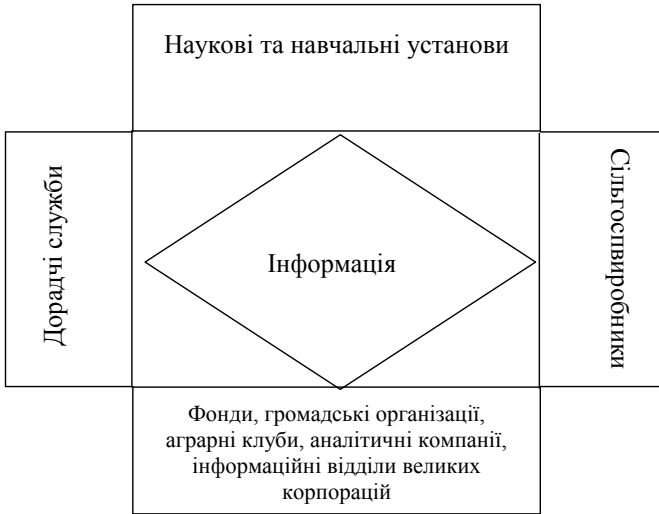 Наукові та навчальні установи
Дорадчі служби
Інформація
Сільгоспвиробники
Фонди, громадські організації,
аграрні клуби, аналітичні компанії,
інформаційні відділи великих
корпорацій